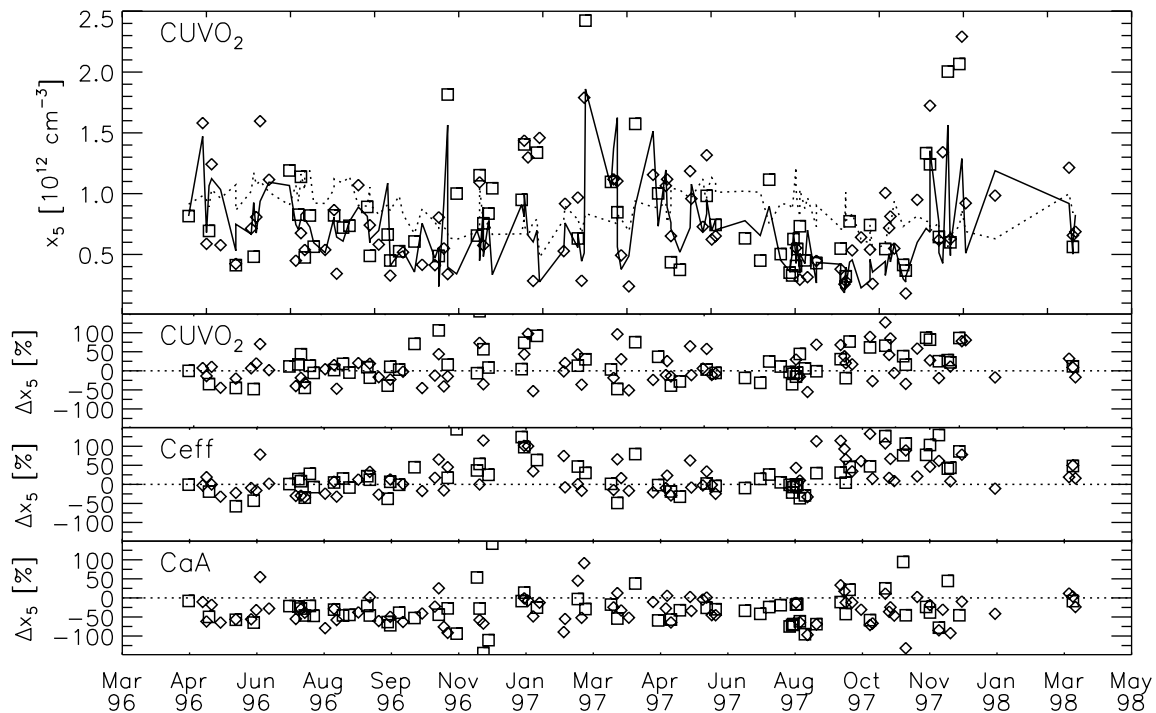 CUVO₂
2.5
2.0
1.5
1.0
0.5
x₅ [10¹² cm⁻³]
CUVO₂
100
50
0
−50
−100
Δx₅ [%]
Ceff
100
50
0
−50
−100
Δx₅ [%]
CaA
100
50
0
−50
−100
Δx₅ [%]
Mar Apr Jun Aug Sep Nov Jan Mar Apr Jun Aug Oct Nov Jan Mar May
96 96 96 96 96 96 97 97 97 97 97 97 97 98 98 98